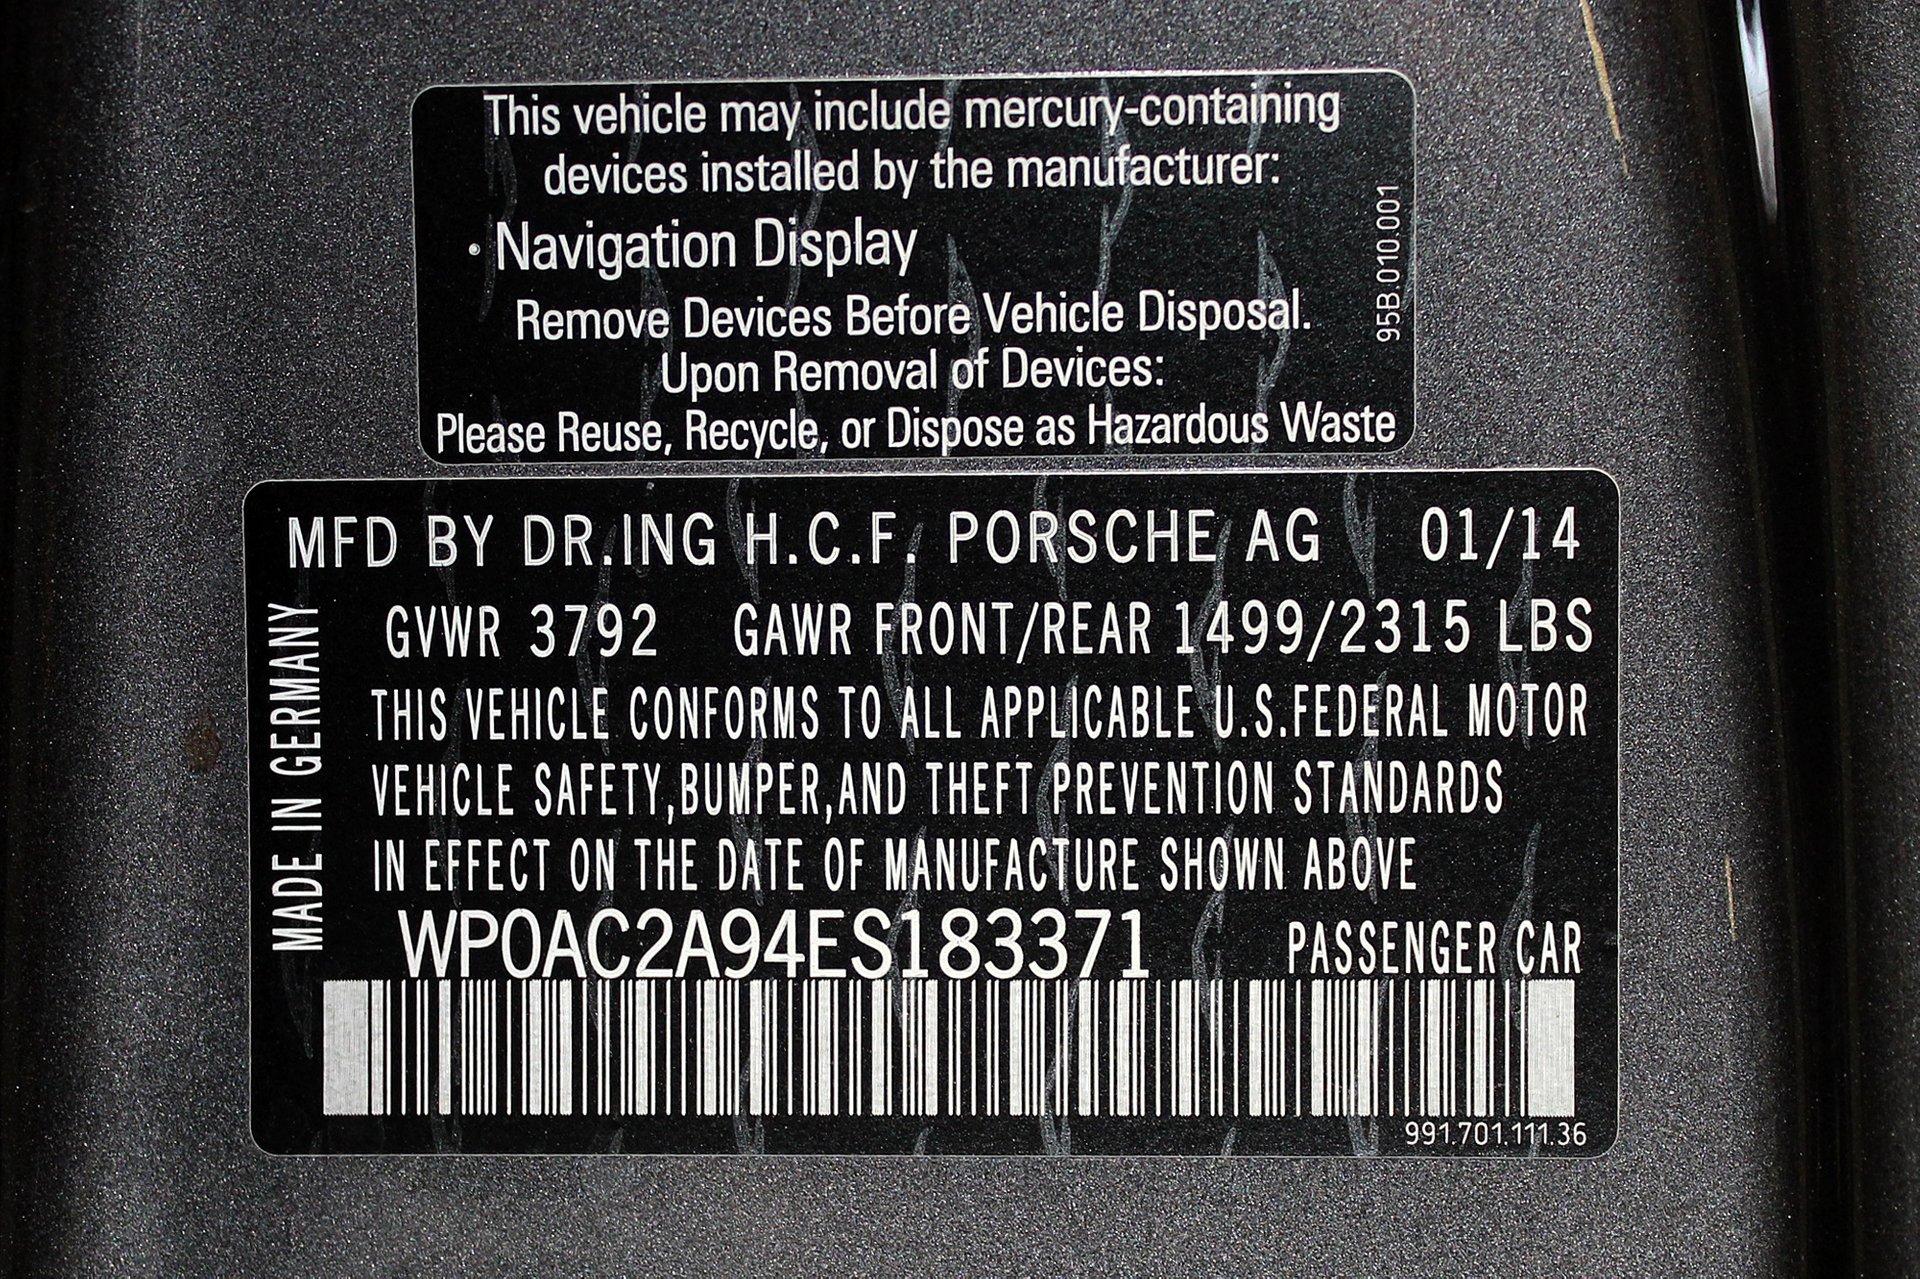 This vehicle may include mercury-containing
devices installed by the manufacturer:
• Navigation Display
Remove Devices Before Vehicle Disposal.
Upon Removal of Devices:
Please Reuse, Recycle, or Dispose as Hazardous Waste
95B.010.001
MFD BY DR.ING H.C.F. PORSCHE AG 01/14
GVWR 3792 GAWR FRONT/REAR 1499/2315 LBS
THIS VEHICLE CONFORMS TO ALL APPLICABLE U.S.FEDERAL MOTOR
VEHICLE SAFETY,BUMPER,AND THEFT PREVENTION STANDARDS
IN EFFECT ON THE DATE OF MANUFACTURE SHOWN ABOVE
MADE IN GERMANY
WP0AC2A94ES183371 PASSENGER CAR
991.701.111.36